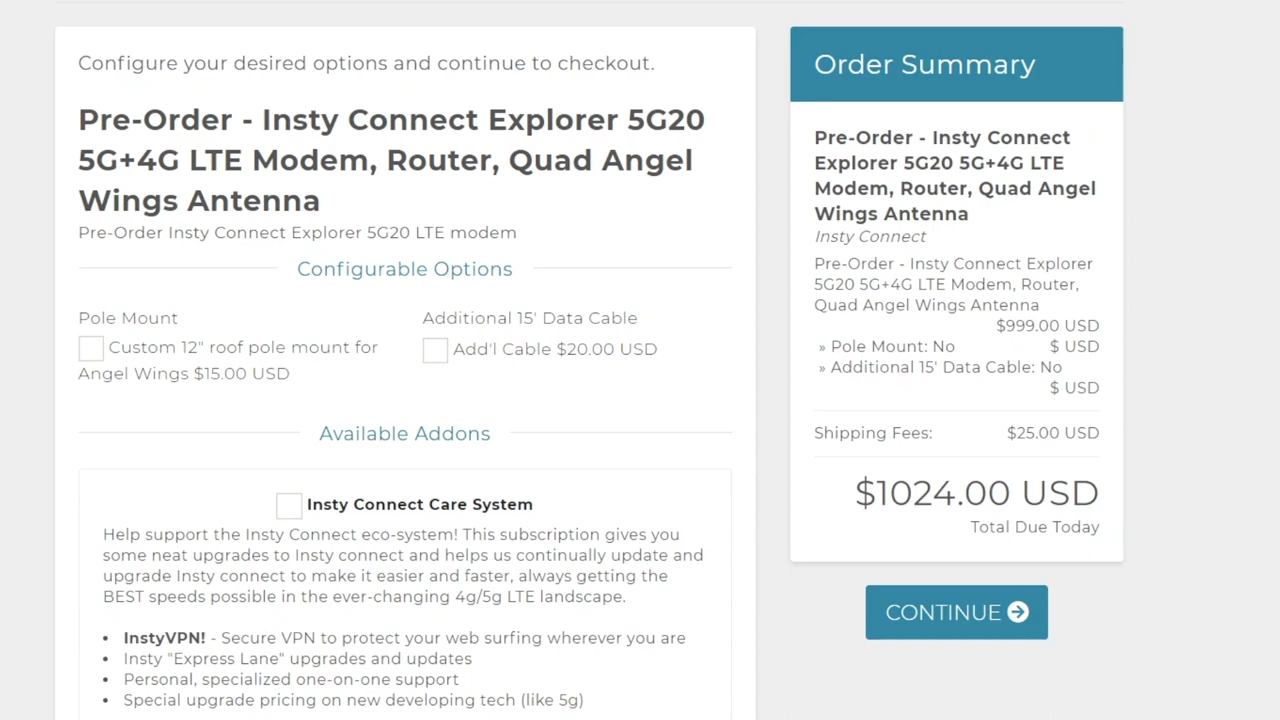 Configure your desired options and continue to checkout.
Pre-Order - Insty Connect Explorer 5G20
5G+4G LTE Modem, Router, Quad Angel
Wings Antenna
Pre-Order Insty Connect Explorer 5G20 LTE modem
Configurable Options
Pole Mount
Custom 12" roof pole mount for
Angel Wings $15.00 USD
Additional 15' Data Cable
Add'l Cable $20.00 USD
Available Addons
Insty Connect Care System
Help support the Insty Connect eco-system! This subscription gives you
some neat upgrades to Insty connect and helps us continually update and
upgrade Insty connect to make it easier and faster, always getting the
BEST speeds possible in the ever-changing 4g/5g LTE landscape.
• InstyVPN! - Secure VPN to protect your web surfing wherever you are
• Insty "Express Lane" upgrades and updates
• Personal, specialized one-on-one support
• Special upgrade pricing on new developing tech (like 5g)
Order Summary
Pre-Order - Insty Connect
Explorer 5G20 5G+4G LTE
Modem, Router, Quad Angel
Wings Antenna
Insty Connect
Pre-Order - Insty Connect Explorer
5G20 5G+4G LTE Modem, Router,
Quad Angel Wings Antenna
$999.00 USD
» Pole Mount: No $ USD
» Additional 15' Data Cable: No
$ USD
Shipping Fees: $25.00 USD
$1024.00 USD
Total Due Today
CONTINUE